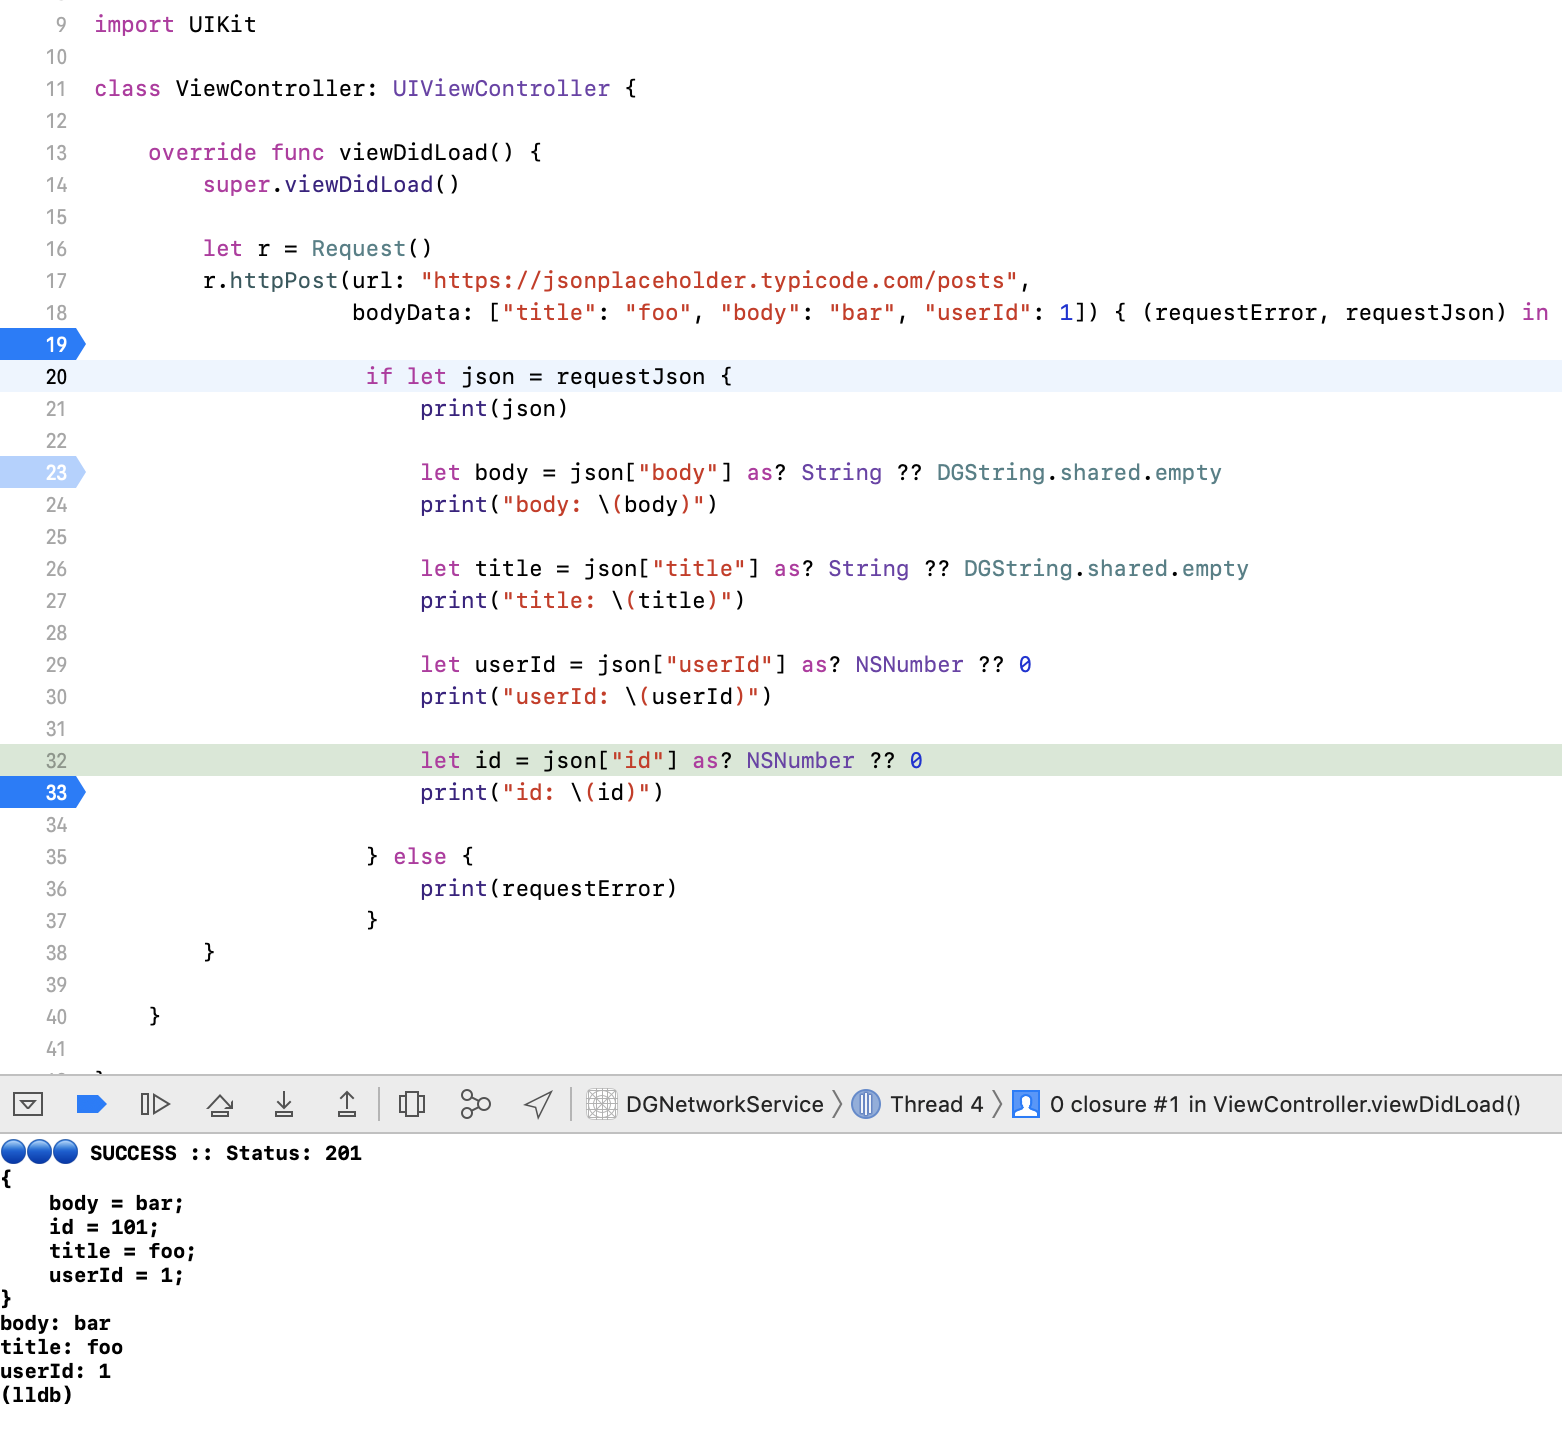 9 import UIKit
10
11 class ViewController: UIViewController {
12
13     override func viewDidLoad() {
14         super.viewDidLoad()
15
16         let r = Request()
17         r.httpPost(url: "https://jsonplaceholder.typicode.com/posts",
18                    bodyData: ["title": "foo", "body": "bar", "userId": 1]) { (requestError, requestJson) in
19
20                     if let json = requestJson {
21                         print(json)
22
23                         let body = json["body"] as? String ?? DGString.shared.empty
24                         print("body: \(body)")
25
26                         let title = json["title"] as? String ?? DGString.shared.empty
27                         print("title: \(title)")
28
29                         let userId = json["userId"] as? NSNumber ?? 0
30                         print("userId: \(userId)")
31
32                         let id = json["id"] as? NSNumber ?? 0
33                         print("id: \(id)")
34
35                     } else {
36                         print(requestError)
37                     }
38         }
39
40     }
41
DGNetworkService Thread 4 0 closure #1 in ViewController.viewDidLoad()
🔵🔵🔵 SUCCESS :: Status: 201
{
    body = bar;
    id = 101;
    title = foo;
    userId = 1;
}
body: bar
title: foo
userId: 1
(lldb)